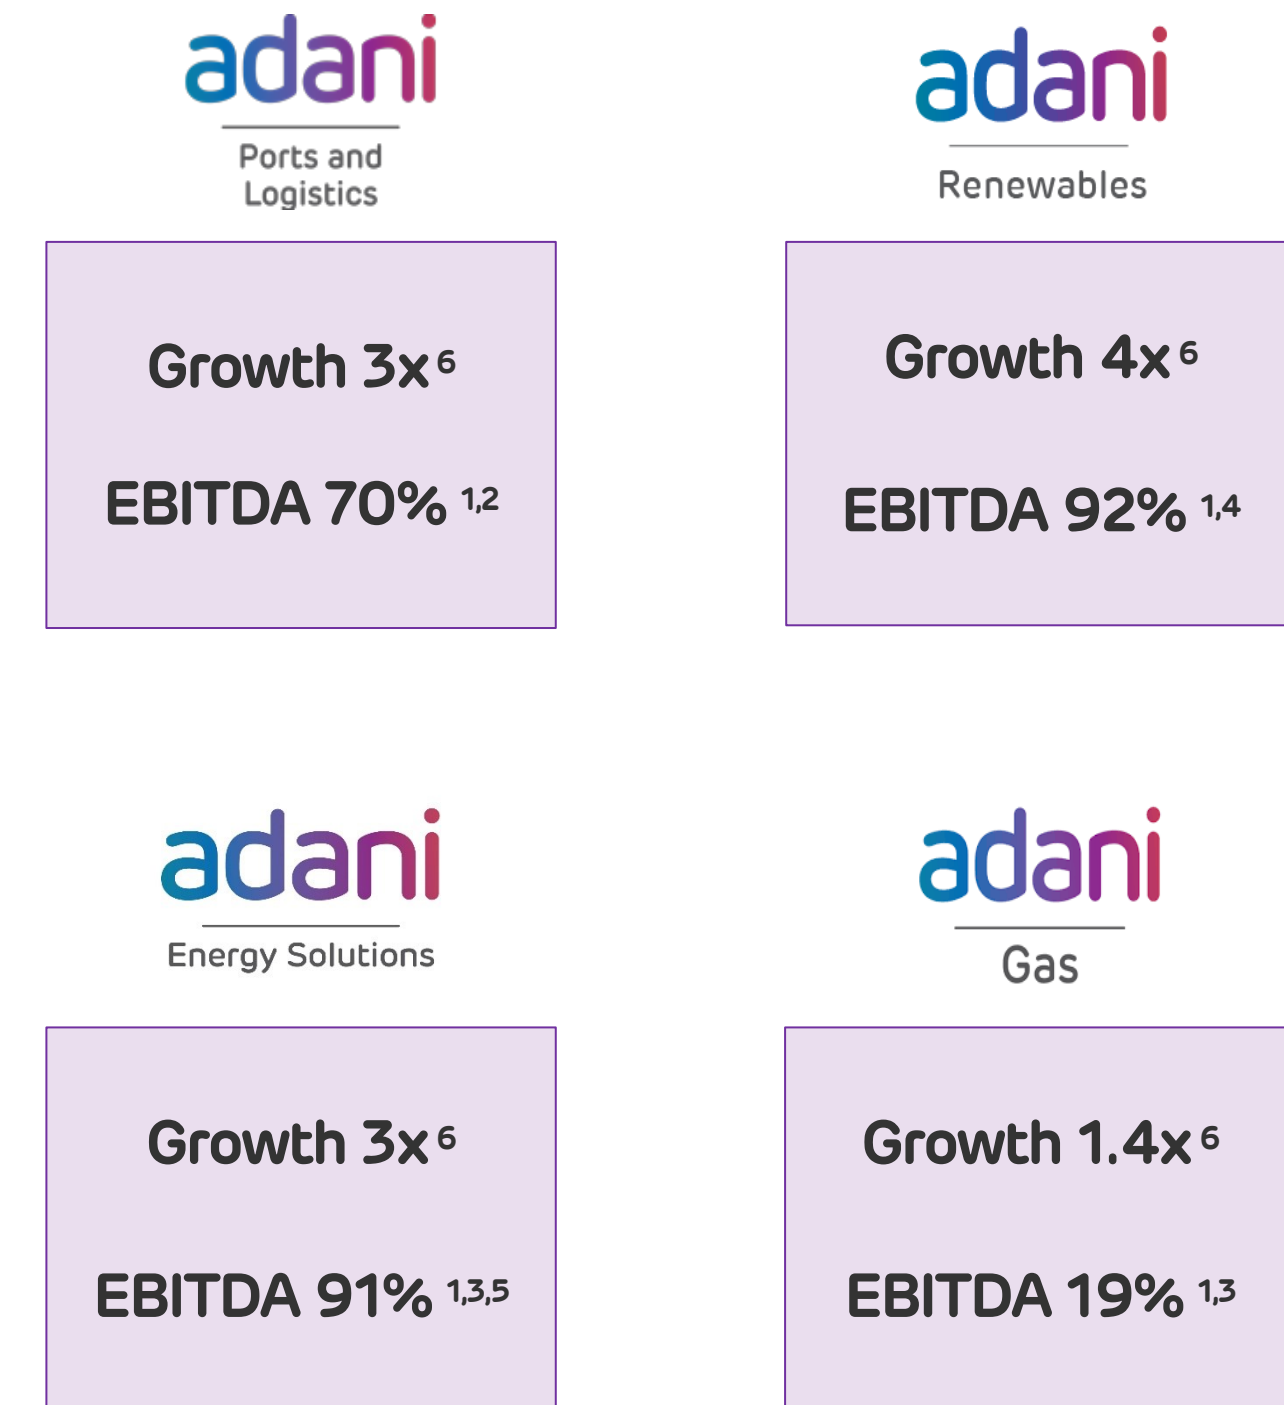 adani
Ports and
Logistics
Growth 3x 6
EBITDA 70% 1,2
adani
Renewables
Growth 4x 6
EBITDA 92% 1,4
adani
Energy Solutions
Growth 3x 6
EBITDA 91% 1,3,5
adani
Gas
Growth 1.4x 6
EBITDA 19% 1,3